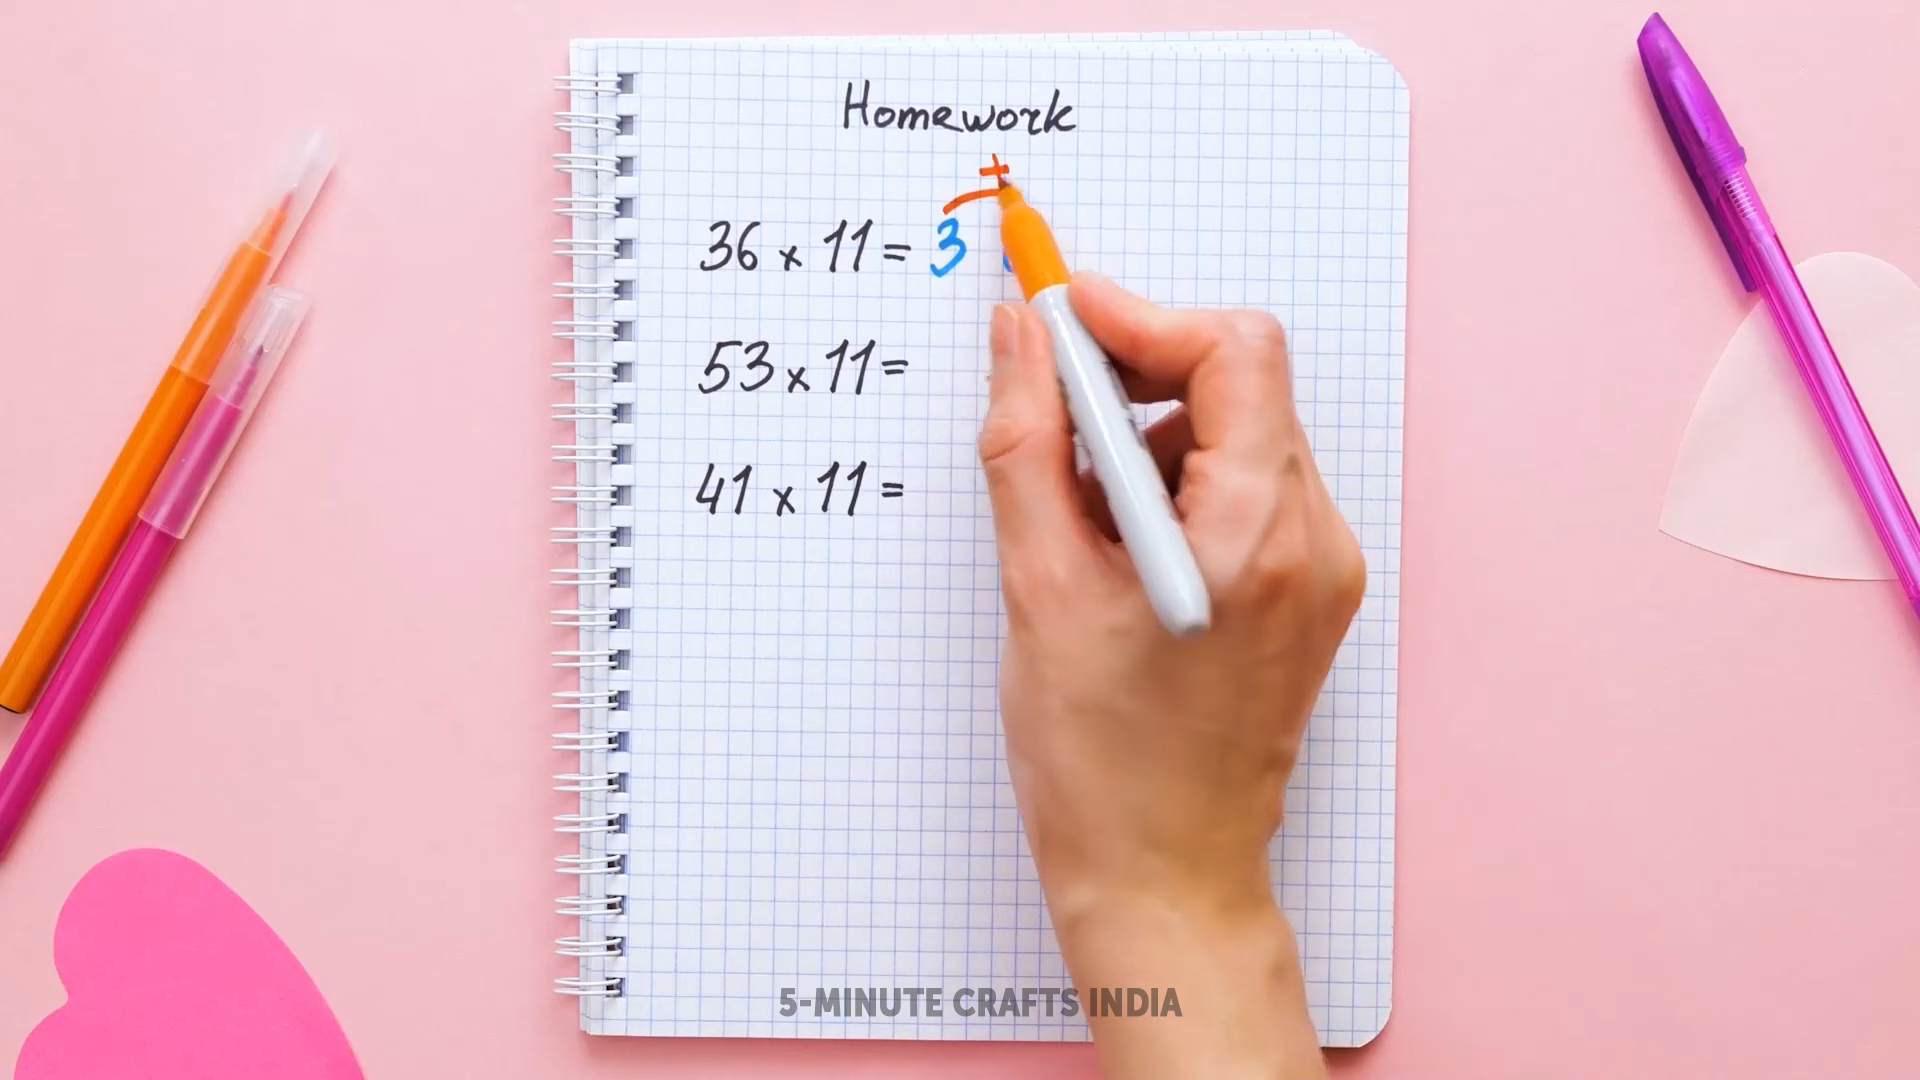 Homework
+
36 x 11 = 3
53 x 11 =
41 x 11 =
5-MINUTE CRAFTS INDIA